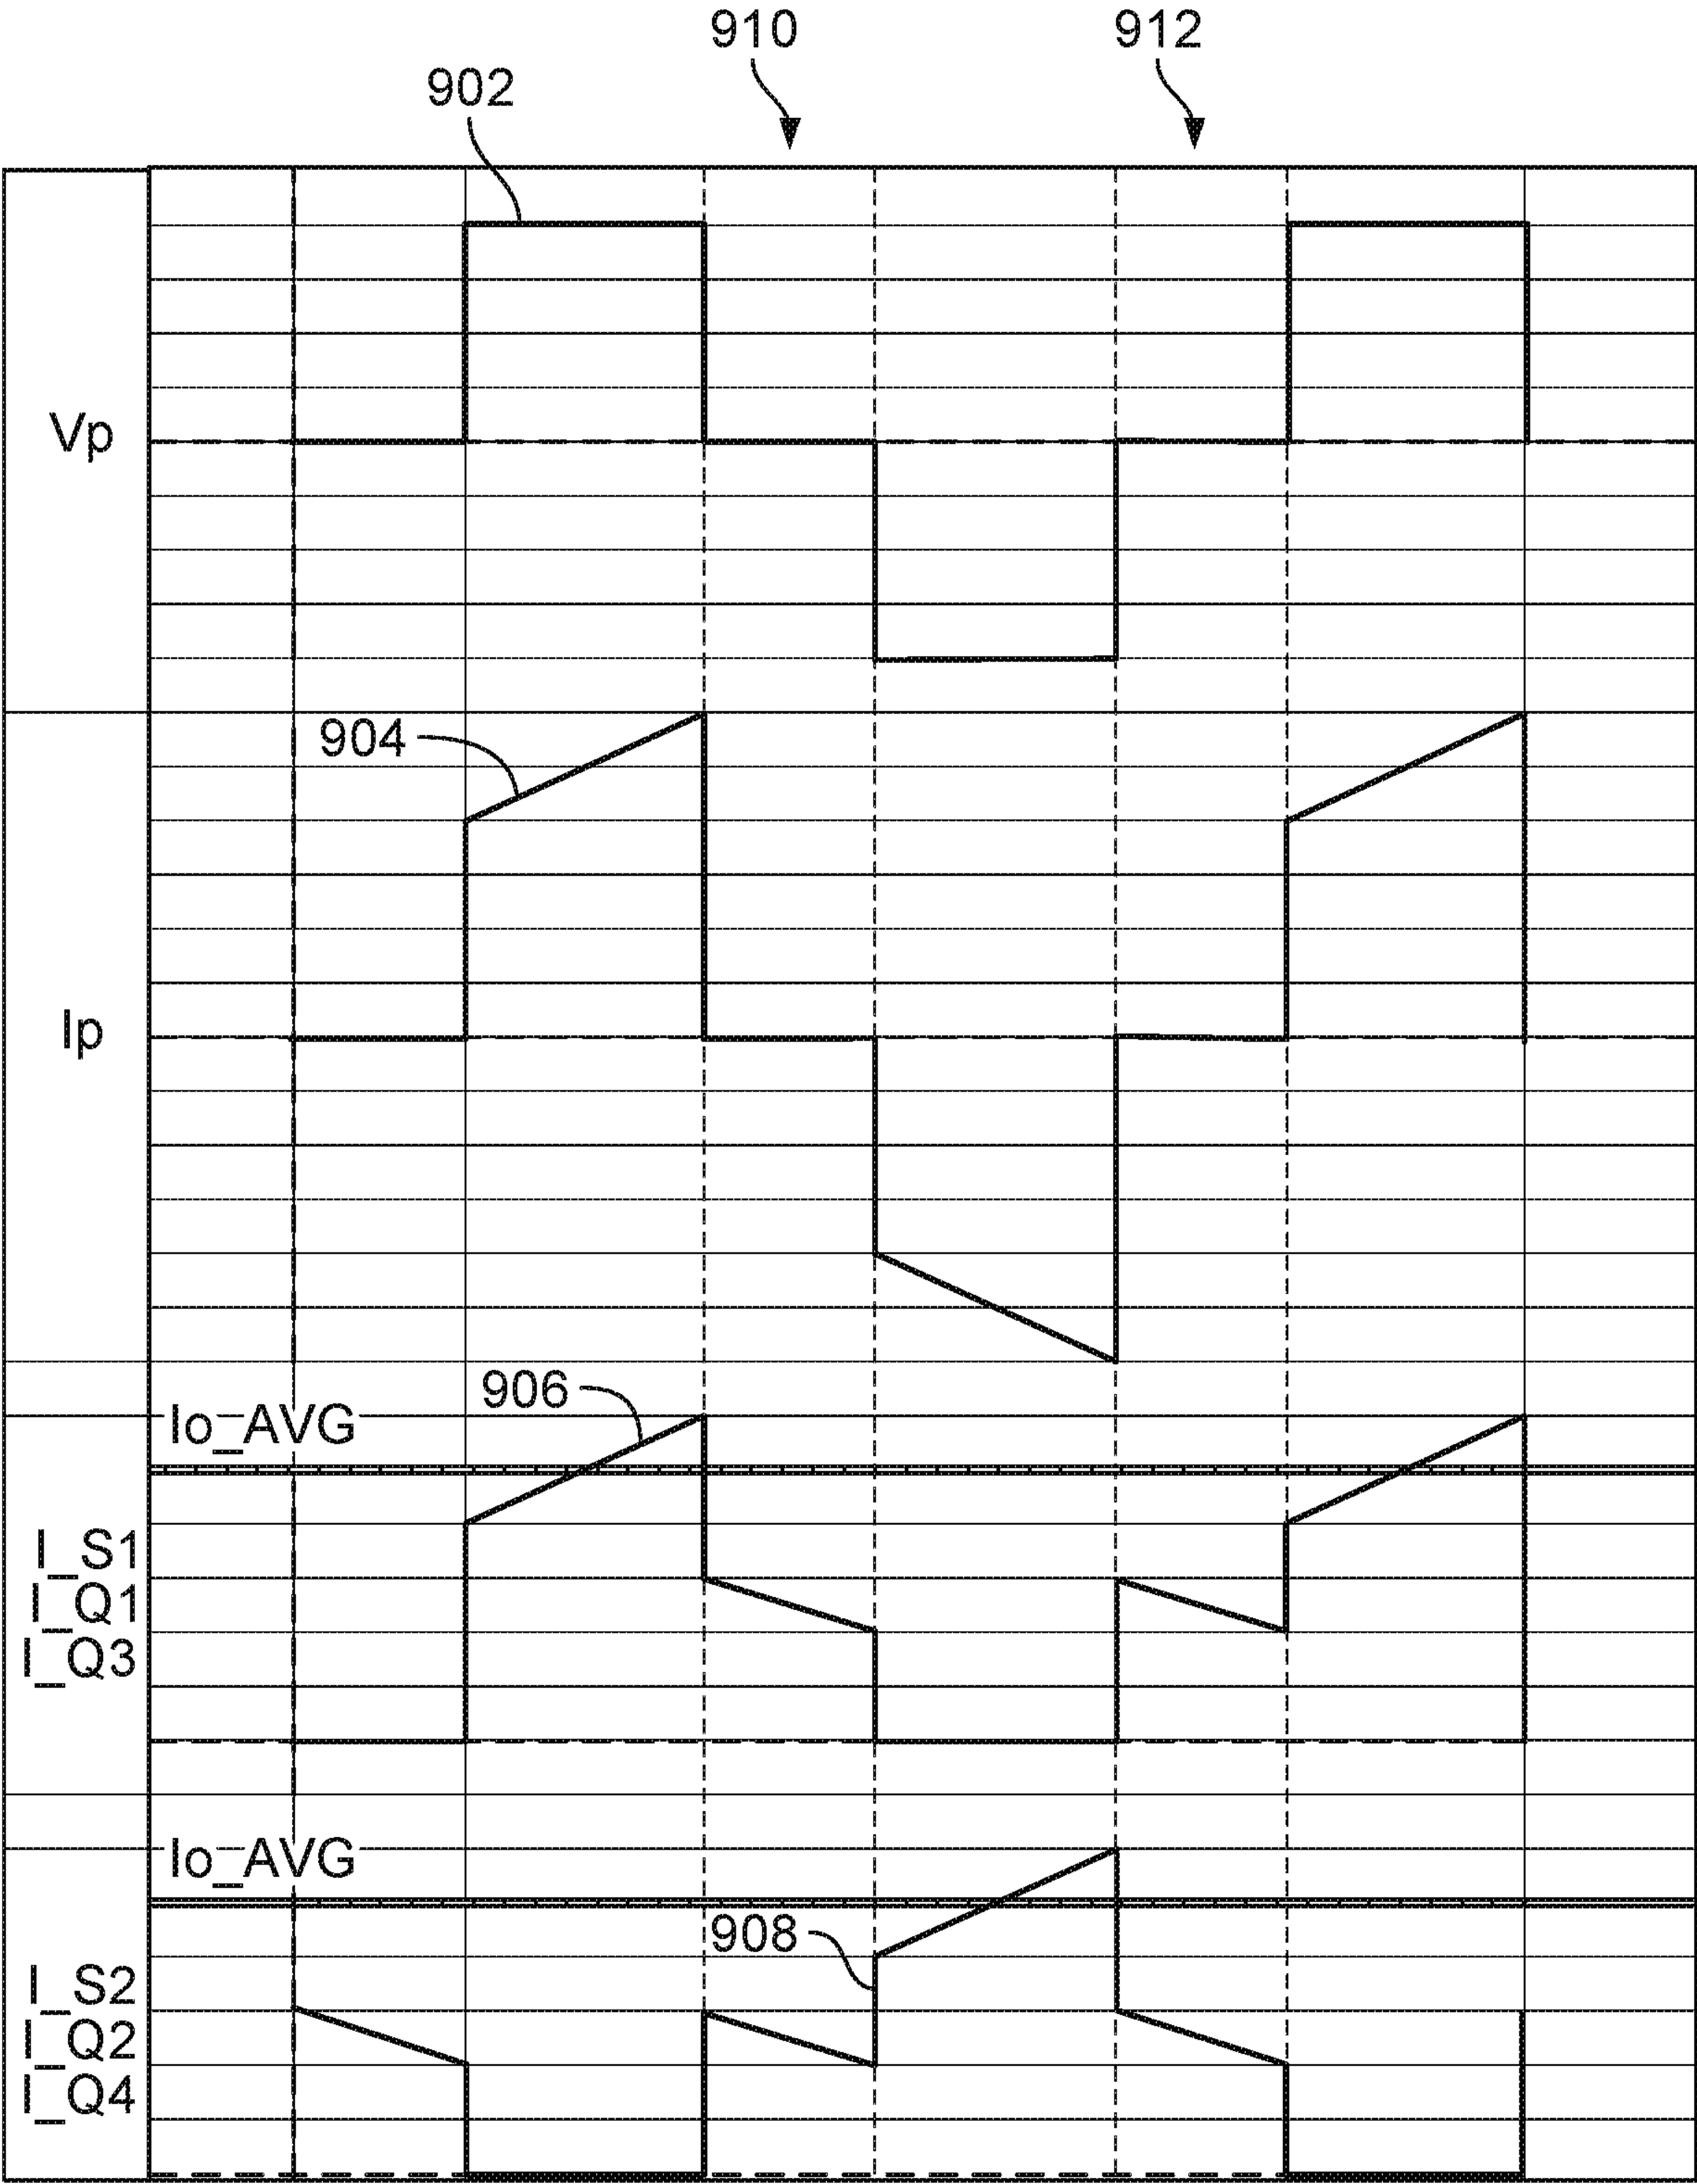 910
912
902
Vp
904
Ip
906
Io_AVG
I_S1
I_Q1
I_Q3
Io_AVG
908
I_S2
I_Q2
I_Q4